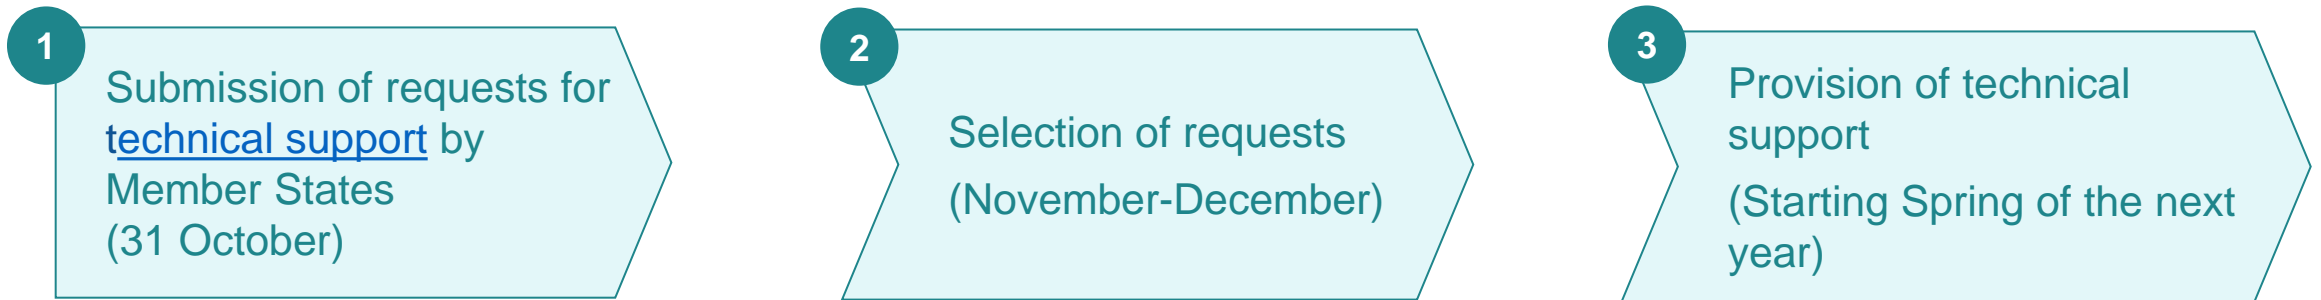 1
Submission of requests for
technical support by
Member States
(31 October)
2
Selection of requests
(November-December)
3
Provision of technical
support
(Starting Spring of the next
year)